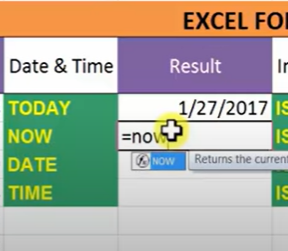 EXCEL FO
Date & Time Result I
TODAY 1/27/2017 IS
NOW =now IS
NOW Returns the current
DATE IS
TIME IS